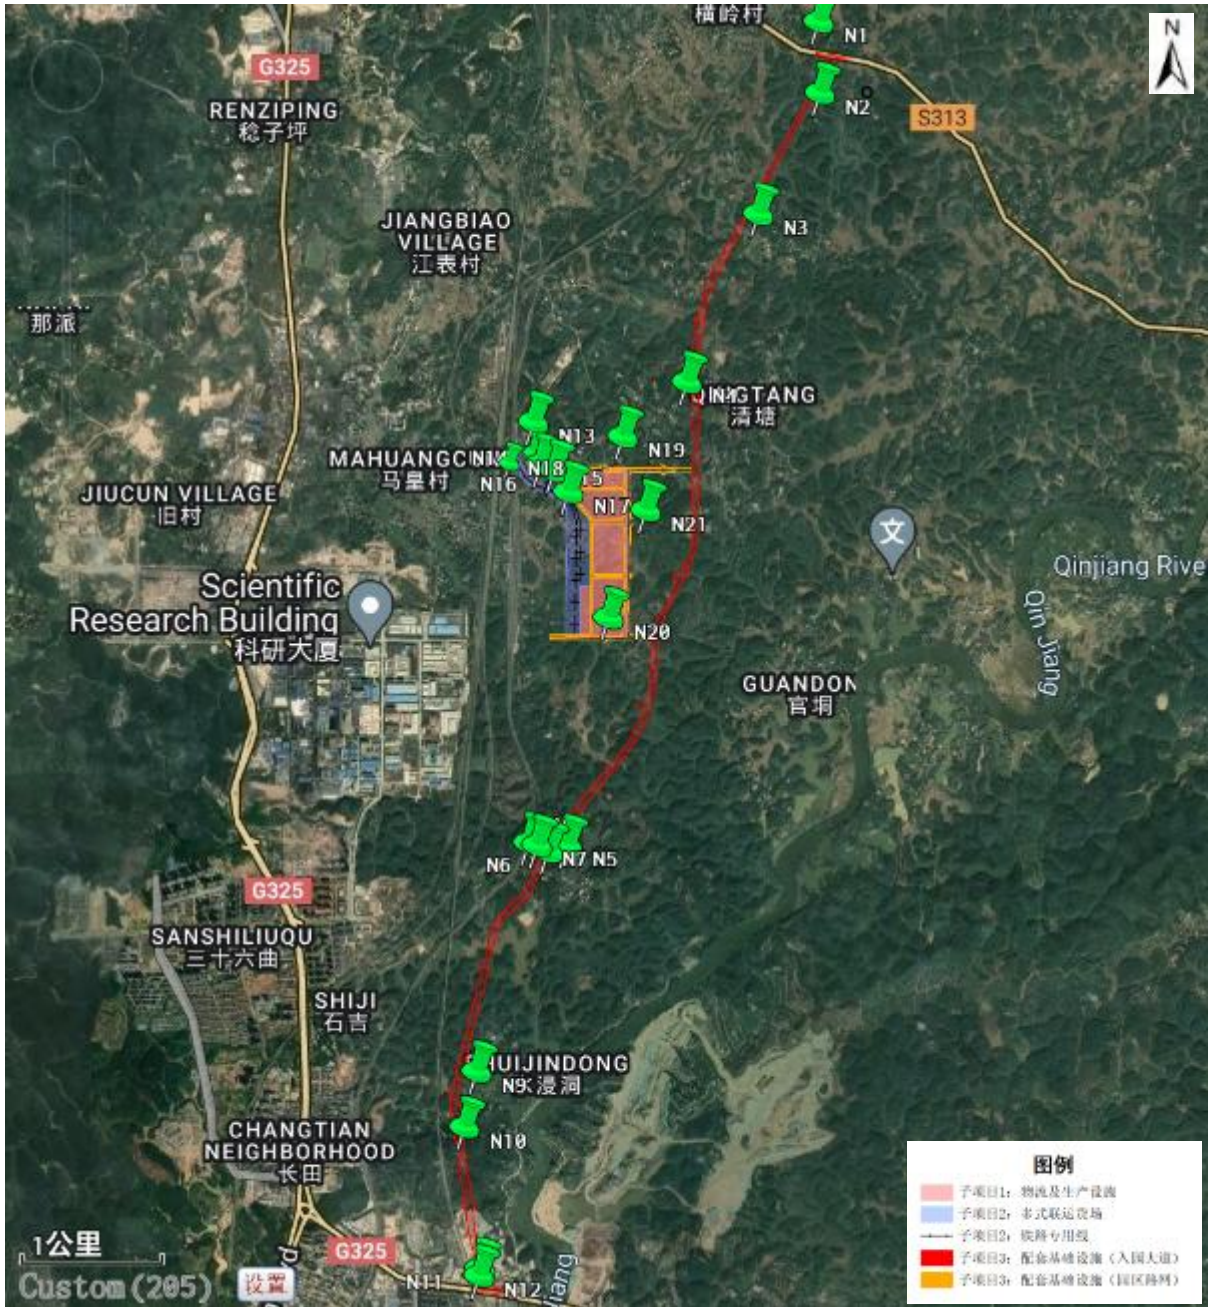 横岭村
N1
N
G325
N2
S313
RENZIPING
稔子坪
JIANGBIAO
VILLAGE
江表村
N3
那派
QINGTANG
清塘
N13
N19
MAHUANGCUN
马皇村
N18
N16
N17
JIUCUN VILLAGE
旧村
N21
文
Scientific
Research Building
科研大厦
Qinjiang Rive
Qin Jiang
N20
GUANDON
官垌
N6
N7
N5
G325
SANSHILIUQU
三十六曲
SHIJI
石吉
SHUIJINDONG
N9
浸洞
CHANGTIAN
NEIGHBORHOOD
长田
N10
图例
子项目1：物流及生产设施
子项目2：多式联运货场
子项目2：铁路专用线
子项目3：配套基础设施（入园大道）
子项目3：配套基础设施（园区路网）
1公里
G325
N11
N12
Custom(205)
设置
jiang